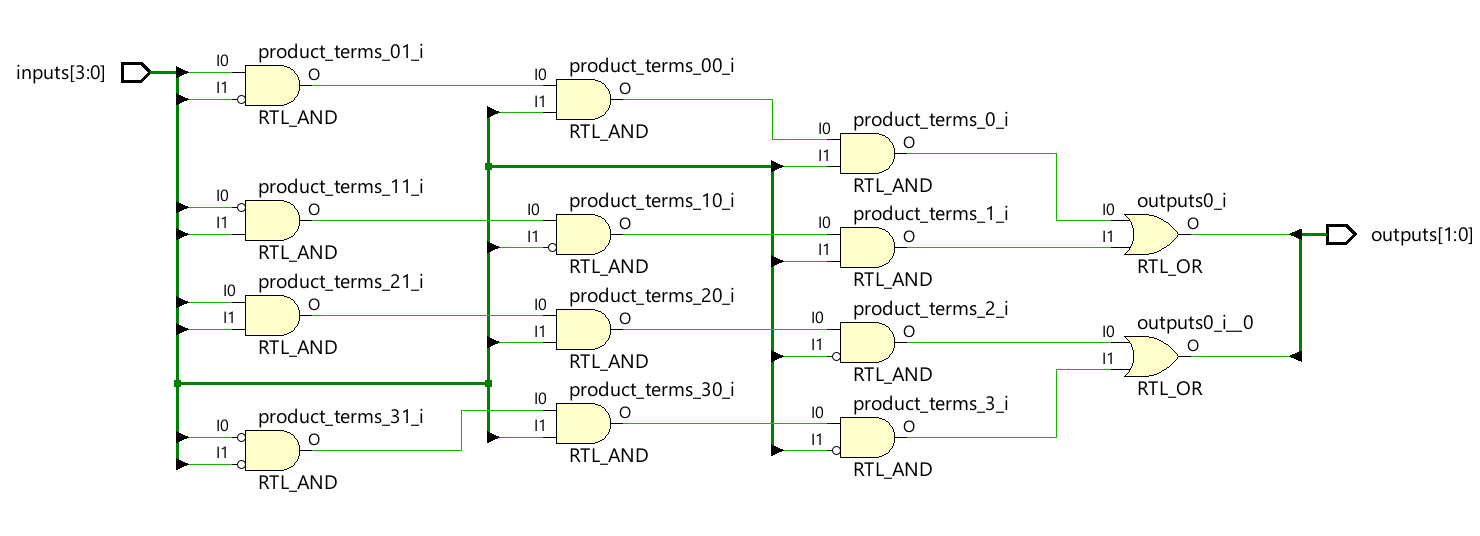 inputs[3:0]
product_terms_01_i
I0
I1
O
RTL_AND
product_terms_11_i
I0
I1
O
RTL_AND
product_terms_21_i
I0
I1
O
RTL_AND
product_terms_31_i
I0
I1
O
RTL_AND
product_terms_00_i
I0
I1
O
RTL_AND
product_terms_10_i
I0
I1
O
RTL_AND
product_terms_20_i
I0
I1
O
RTL_AND
product_terms_30_i
I0
I1
O
RTL_AND
product_terms_0_i
I0
I1
O
RTL_AND
product_terms_1_i
I0
I1
O
RTL_AND
product_terms_2_i
I0
I1
O
RTL_AND
product_terms_3_i
I0
I1
O
RTL_AND
outputs0_i
I0
I1
O
RTL_OR
outputs0_i__0
I0
I1
O
RTL_OR
outputs[1:0]